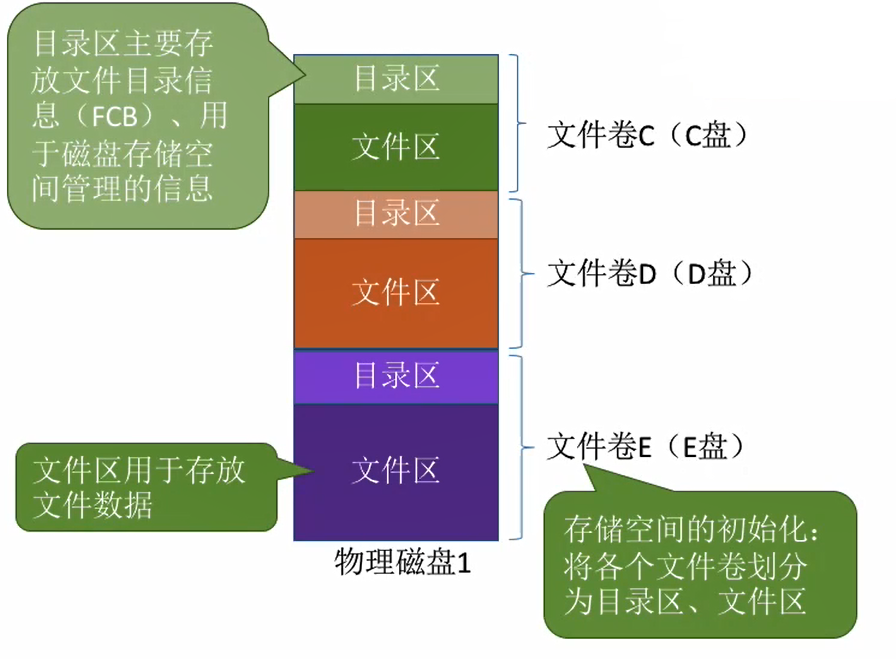 目录区主要存
放文件目录信
息（FCB）、用
于磁盘存储空
间管理的信息
目录区
文件区
文件卷C（C盘）
目录区
文件区
文件卷D（D盘）
目录区
文件区
文件卷E（E盘）
文件区用于存放
文件数据
存储空间的初始化：
将各个文件卷划分
为目录区、文件区
物理磁盘1